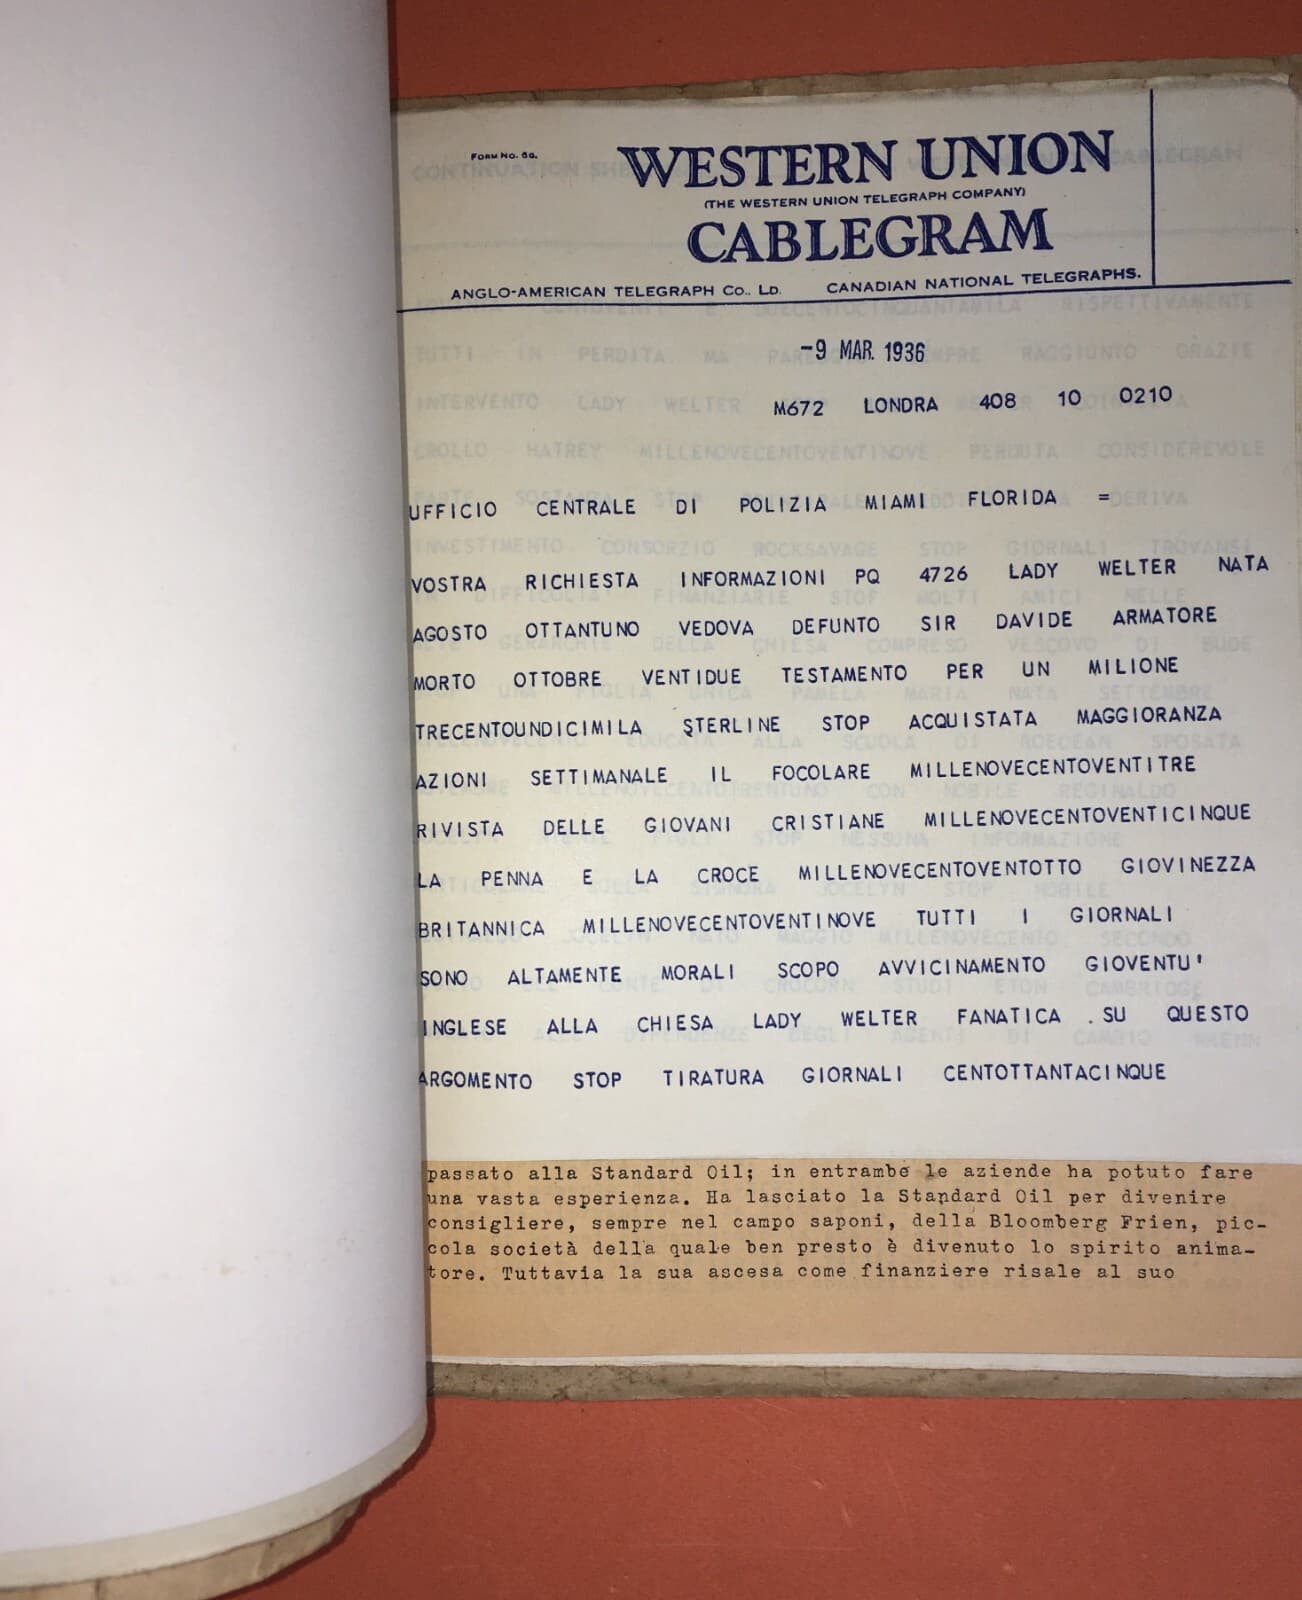 FORM No. 6G.
WESTERN UNION
(THE WESTERN UNION TELEGRAPH COMPANY)
CABLEGRAM
ANGLO-AMERICAN TELEGRAPH Co., LD. CANADIAN NATIONAL TELEGRAPHS.
-9 MAR. 1936
M672 LONDRA 408 10 0210
UFFICIO CENTRALE DI POLIZIA MIAMI FLORIDA =
VOSTRA RICHIESTA INFORMAZIONI PQ 4726 LADY WELTER NATA
AGOSTO OTTANTUNO VEDOVA DEFUNTO SIR DAVIDE ARMATORE
MORTO OTTOBRE VENTIDUE TESTAMENTO PER UN MILIONE
TRECENTOUNDICIMILA STERLINE STOP ACQUISTATA MAGGIORANZA
AZIONI SETTIMANALE IL FOCOLARE MILLENOVECENTOVENTITRE
RIVISTA DELLE GIOVANI CRISTIANE MILLENOVECENTOVENTICINQUE
LA PENNA E LA CROCE MILLENOVECENTOVENTOTTO GIOVINEZZA
BRITANNICA MILLENOVECENTOVENTINOVE TUTTI I GIORNALI
SONO ALTAMENTE MORALI SCOPO AVVICINAMENTO GIOVENTU'
INGLESE ALLA CHIESA LADY WELTER FANATICA . SU QUESTO
ARGOMENTO STOP TIRATURA GIORNALI CENTOTTANTACINQUE
passato alla Standard Oil; in entrambe le aziende ha potuto fare
una vasta esperienza. Ha lasciato la Standard Oil per divenire
consigliere, sempre nel campo saponi, della Bloomberg Frien, pic-
cola società della quale ben presto è divenuto lo spirito anima-
tore. Tuttavia la sua ascesa come finanziere risale al suo